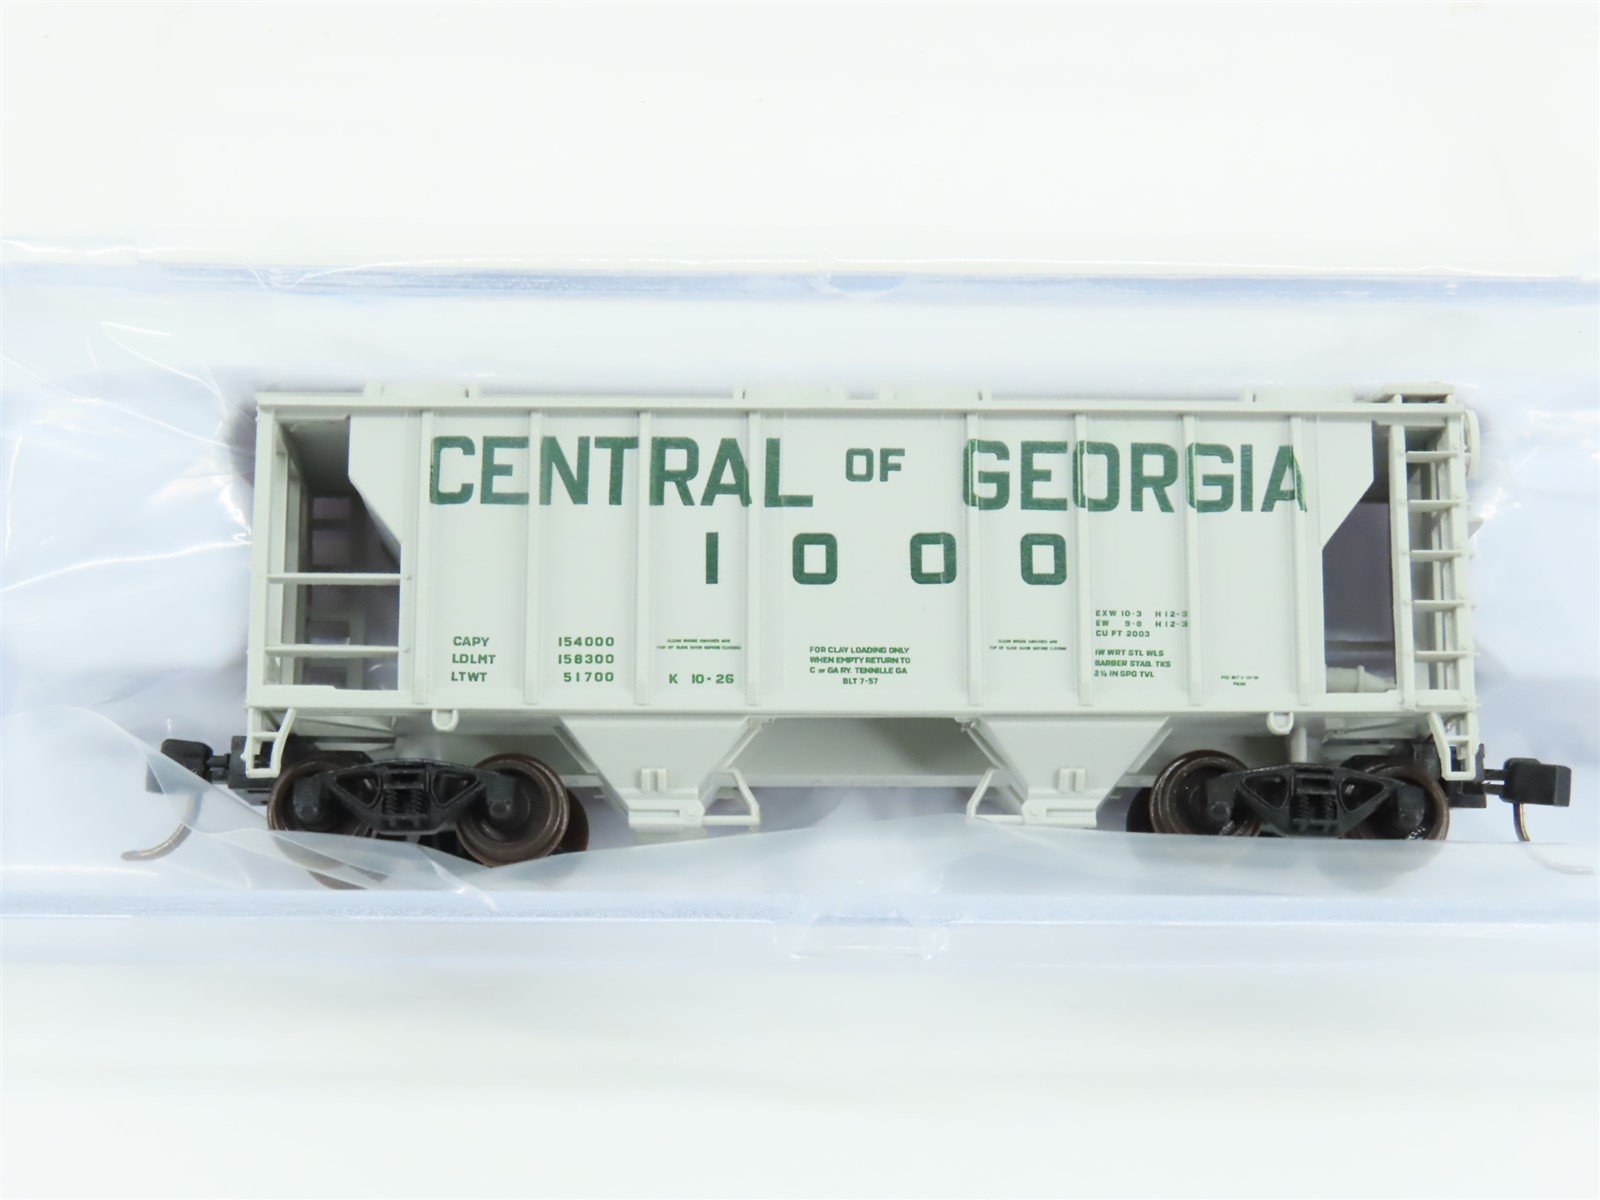 CENTRAL OF GEORGIA
1000
CAPY 154000
LDLMT 158300
LTWT 51700
K 10-26
FOR CLAY LOADING ONLY
WHEN EMPTY RETURN TO
C OF GA RY. TENNILLE GA
BLT 7-57
EXW 10-3 H 12-3
EW 9-8 H 12-3
CU FT 2003
IW WRT STL WLS
BARBER STAB. TKS
2½ IN SPG TVL